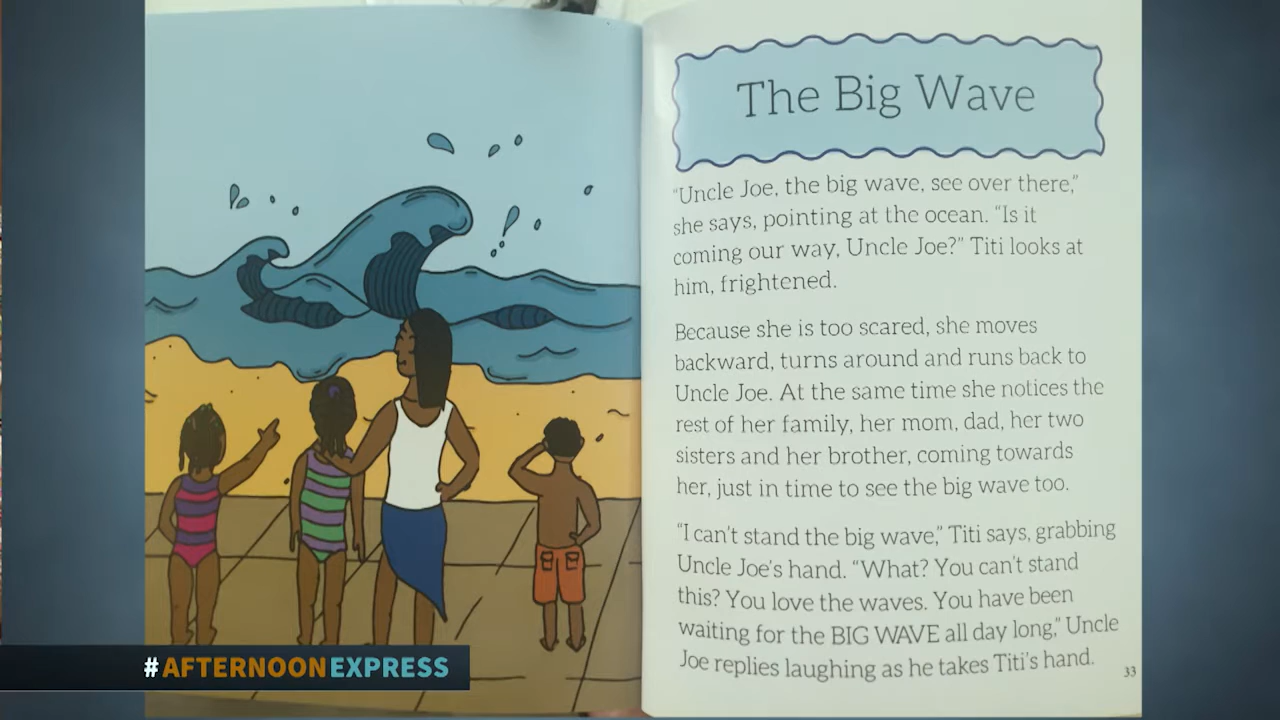 The Big Wave
"Uncle Joe, the big wave, see over there,"
she says, pointing at the ocean. "Is it
coming our way, Uncle Joe?" Titi looks at
him, frightened.
Because she is too scared, she moves
backward, turns around and runs back to
Uncle Joe. At the same time she notices the
rest of her family, her mom, dad, her two
sisters and her brother, coming towards
her, just in time to see the big wave too.
"I can't stand the big wave," Titi says, grabbing
Uncle Joe's hand. "What? You can't stand
this? You love the waves. You have been
waiting for the BIG WAVE all day long," Uncle
Joe replies laughing as he takes Titi's hand.
33
#AFTERNOONEXPRESS